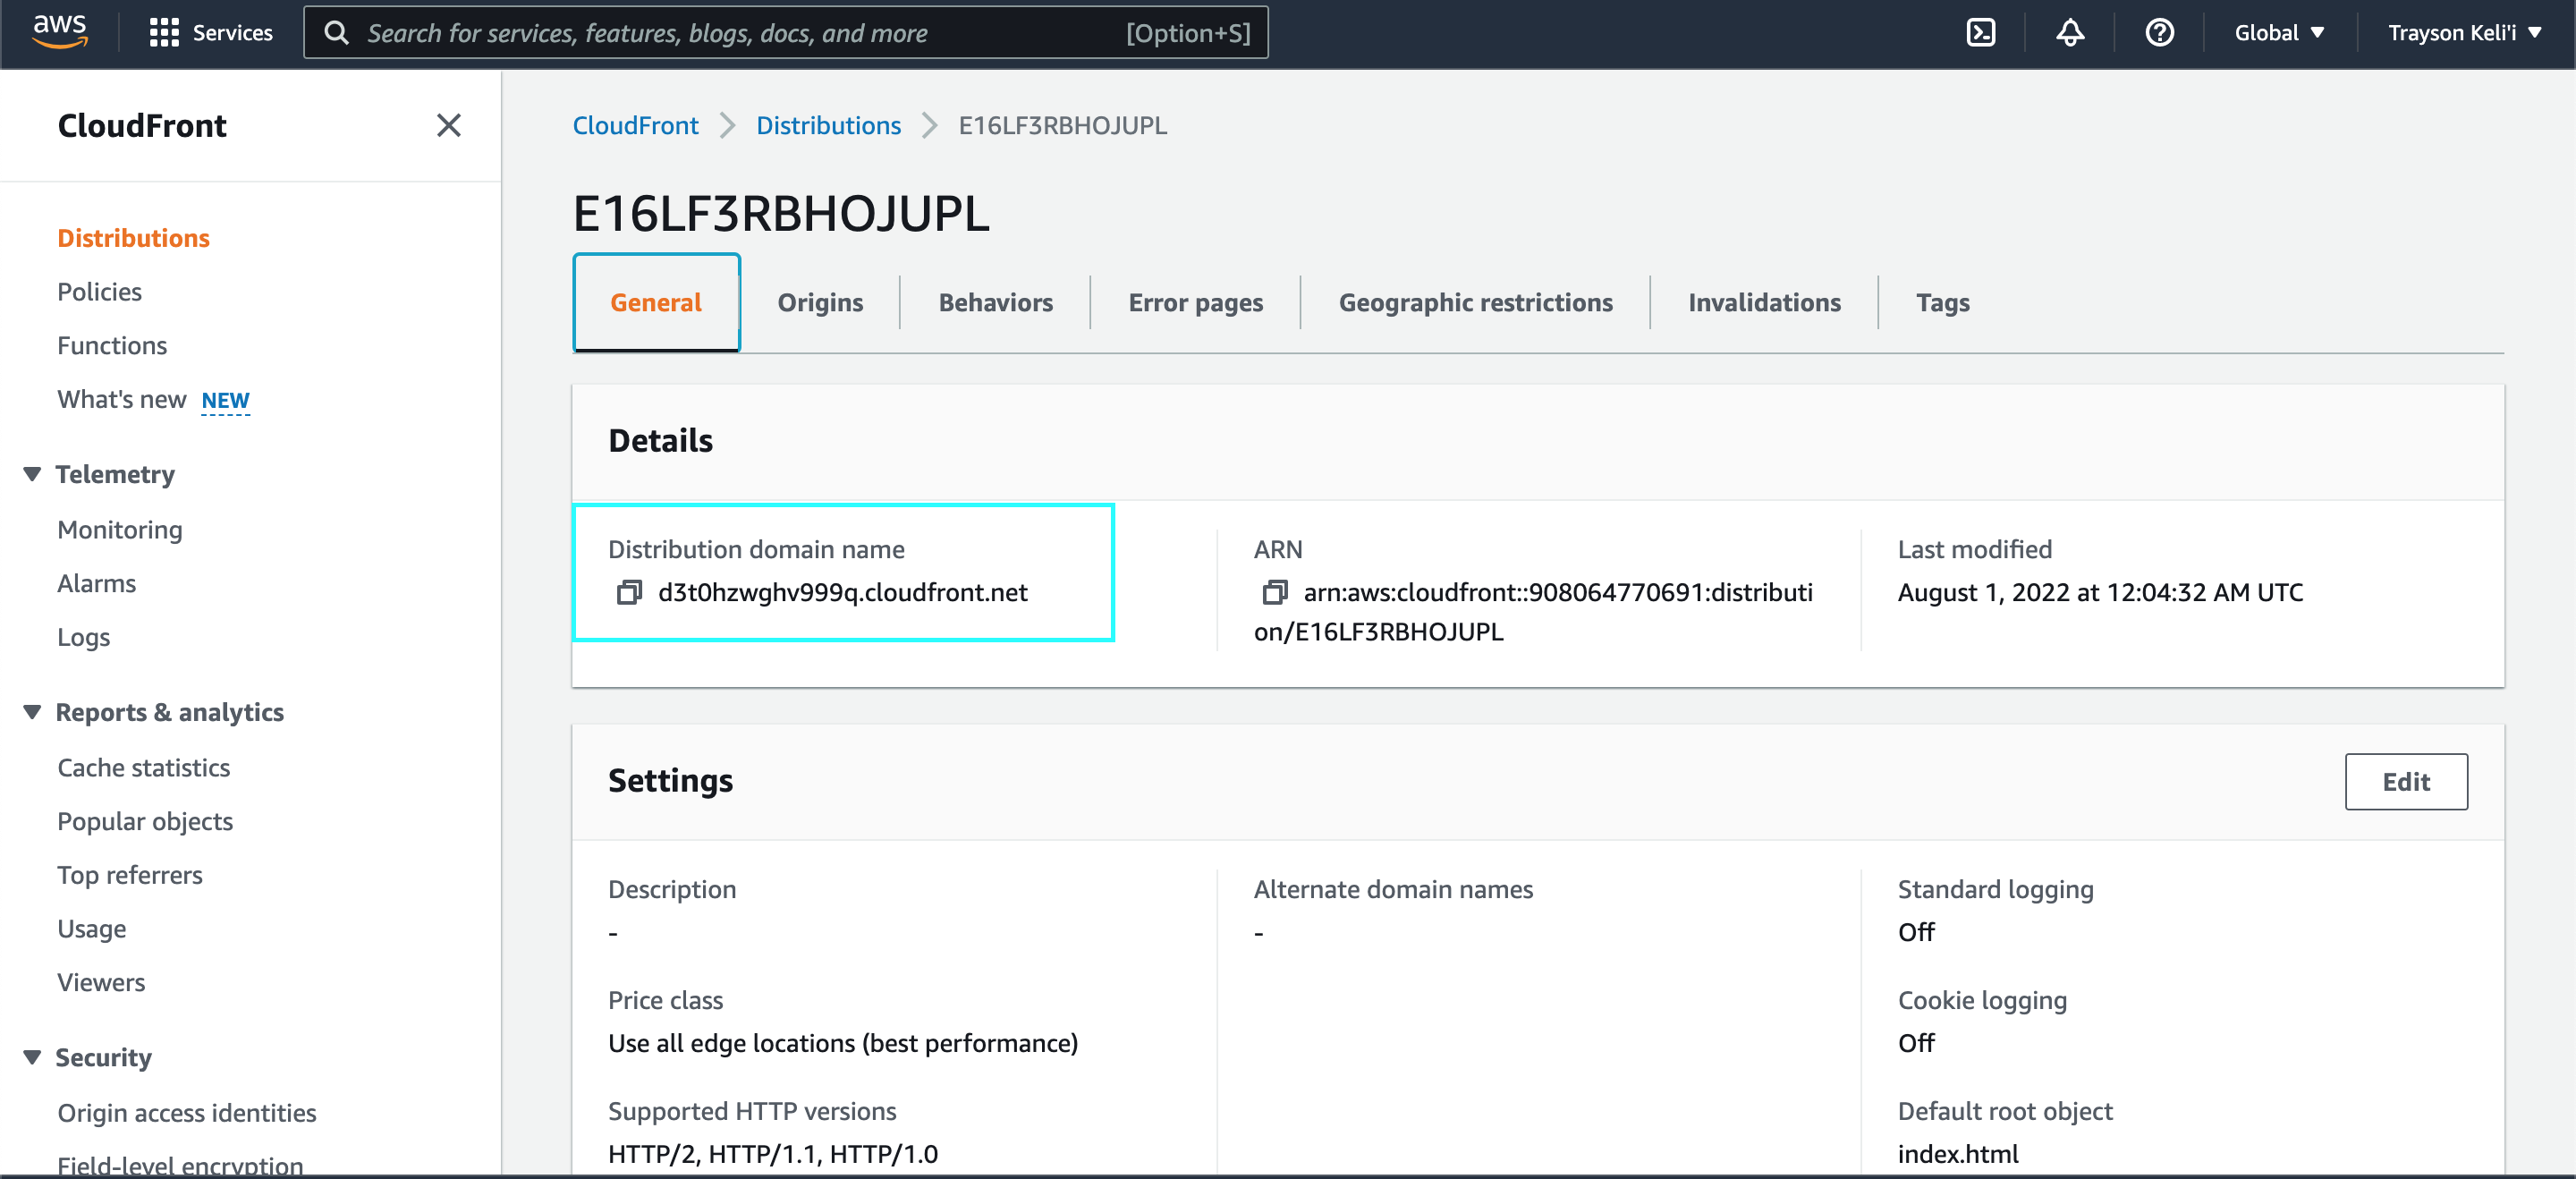 aws
Services
Search for services, features, blogs, docs, and more [Option+S]
Global ▼
Trayson Keli'i ▼
CloudFront
Distributions
Policies
Functions
What's new NEW
Telemetry
Monitoring
Alarms
Logs
Reports & analytics
Cache statistics
Popular objects
Top referrers
Usage
Viewers
Security
Origin access identities
Field-level encryption
CloudFront > Distributions > E16LF3RBHOJUPL
E16LF3RBHOJUPL
General Origins Behaviors Error pages Geographic restrictions Invalidations Tags
Details
Distribution domain name
d3t0hzwghv999q.cloudfront.net
ARN
arn:aws:cloudfront::908064770691:distributi
on/E16LF3RBHOJUPL
Last modified
August 1, 2022 at 12:04:32 AM UTC
Settings
Edit
Description
-
Price class
Use all edge locations (best performance)
Supported HTTP versions
HTTP/2, HTTP/1.1, HTTP/1.0
Alternate domain names
-
Standard logging
Off
Cookie logging
Off
Default root object
index.html